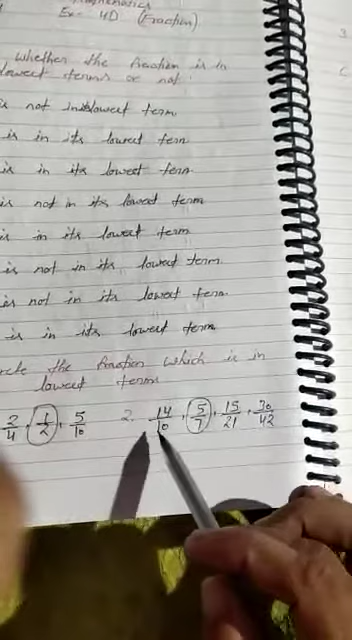 Mathematics
Ex- 4D (Fraction)
whether the fraction is in
lowest terms or not.
is not in its lowest term.
is in its lowest term
is in its lowest term
is not in its lowest term
is in its lowest term
is not in its lowest term.
is not in its lowest term
is in its lowest term
the fraction which is in
lowest terms
2/4, 1/2, 5/10 2. 14/10, 5/7, 15/21, 30/42